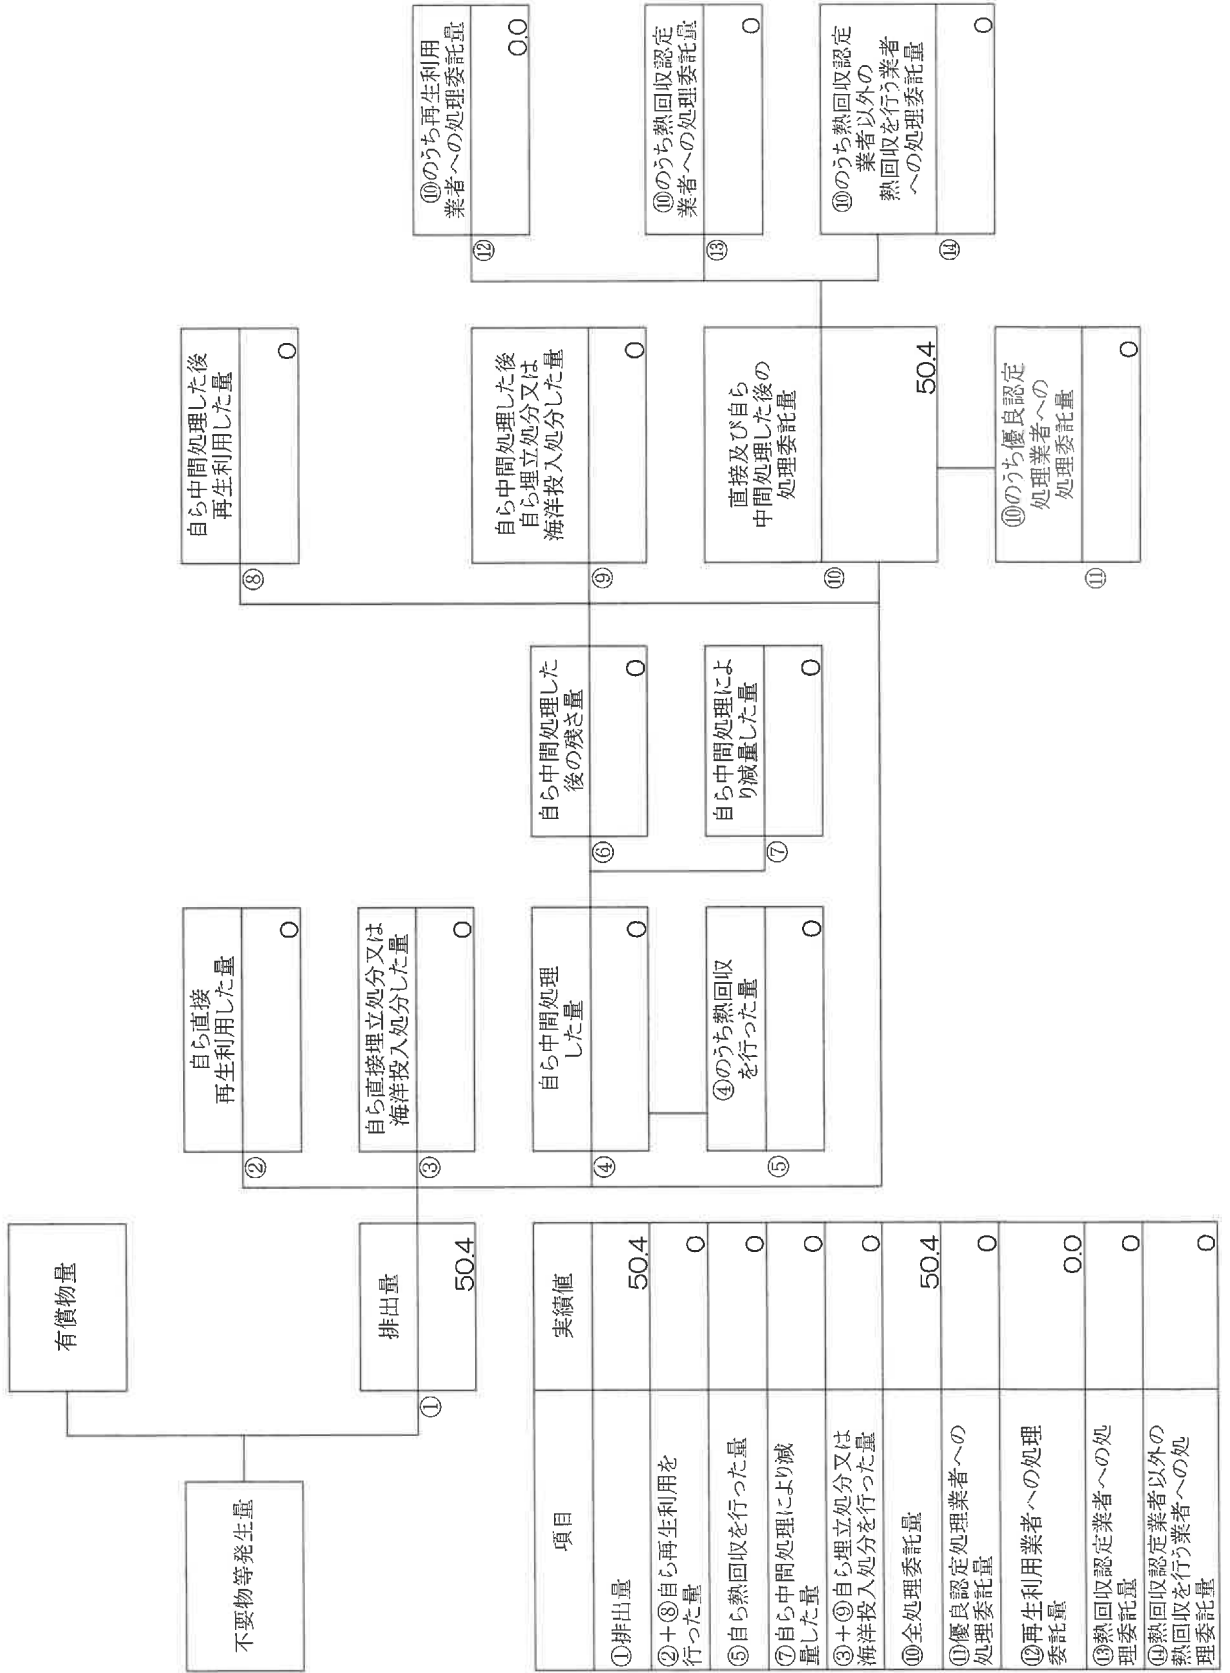 不要物等発生量
有償物量
排出量
①
50.4
自ら直接
再生利用した量
②
0
自ら直接埋立処分又は
海洋投入処分した量
③
0
自ら中間処理
した量
④
0
④のうち熱回収
を行った量
⑤
0
自ら中間処理した
後の残さ量
⑥
0
自ら中間処理によ
り減量した量
⑦
0
自ら中間処理した後
再生利用した量
⑧
0
自ら中間処理した後
自ら埋立処分又は
海洋投入処分した量
⑨
0
直接及び自ら
中間処理した後の
処理委託量
⑩
50.4
⑩のうち優良認定
処理業者への
処理委託量
⑪
0
⑩のうち再生利用
業者への処理委託量
⑫
0.0
⑩のうち熱回収認定
業者への処理委託量
⑬
0
⑩のうち熱回収認定
業者以外の
熱回収を行う業者
への処理委託量
⑭
0
項目 実績値
①排出量 50.4
②＋⑧自ら再生利用を
行った量 0
⑤自ら熱回収を行った量 0
⑦自ら中間処理により減
量した量 0
③＋⑨自ら埋立処分又は
海洋投入処分を行った量 0
⑩全処理委託量 50.4
⑪優良認定処理業者への
処理委託量 0
⑫再生利用業者への処理
委託量 0.0
⑬熱回収認定業者への処
理委託量 0
⑭熱回収認定業者以外の
熱回収を行う業者への処
理委託量 0